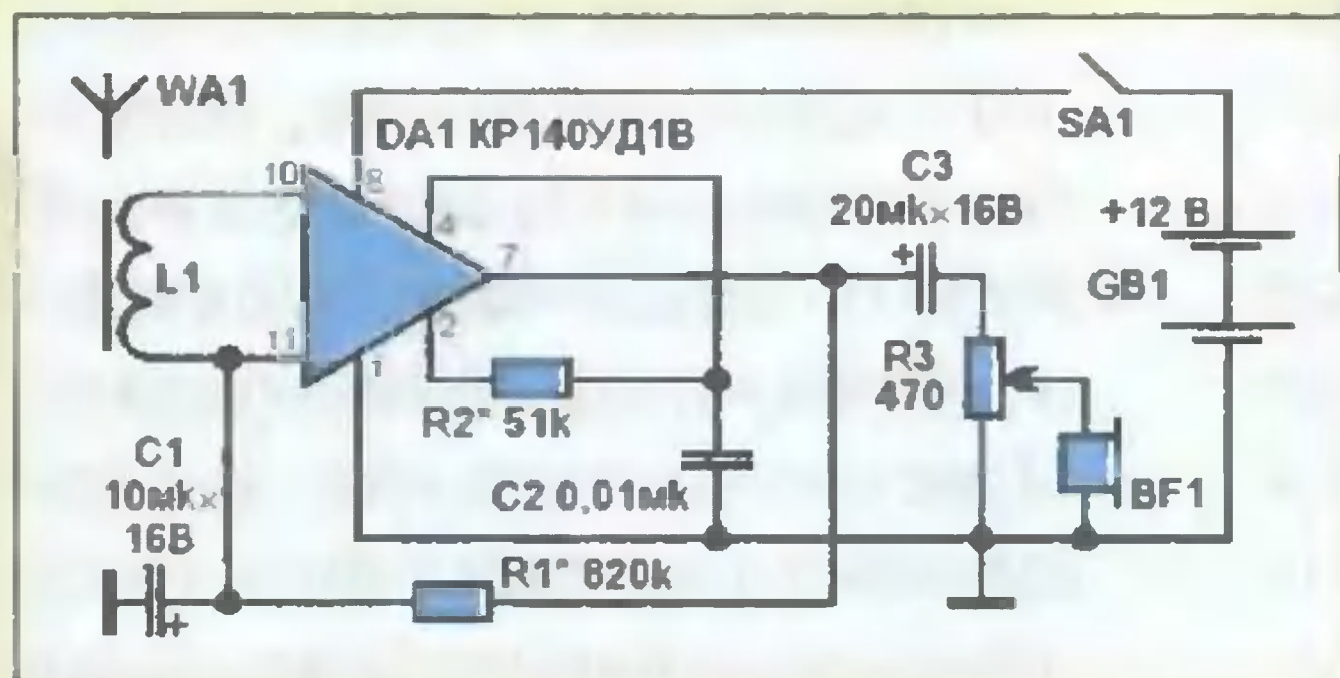 WA1
DA1 КР140УД1В
SA1
10
8
4
7
2
11
1
L1
C3
20мк×16В
+12 В
GB1
R3
470
R2* 51k
C1
10мк×
16В
C2 0,01мк
BF1
R1* 620k
+
+